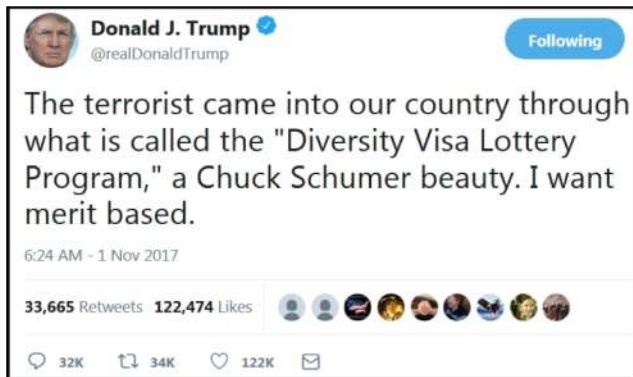 Donald J. Trump
Following
@realDonaldTrump
The terrorist came into our country through
what is called the "Diversity Visa Lottery
Program," a Chuck Schumer beauty. I want
merit based.
6:24 AM - 1 Nov 2017
33,665 Retweets 122,474 Likes
32K 34K 122K